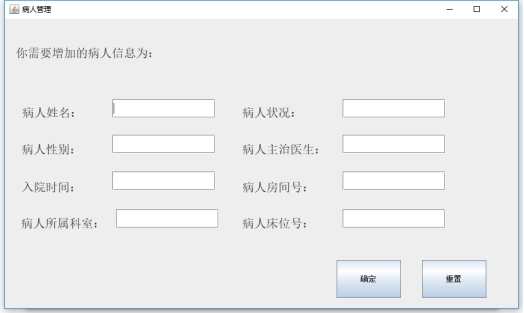 病人管理
你需要增加的病人信息为:
病人姓名: 病人状况:
病人性别: 病人主治医生:
入院时间: 病人房间号:
病人所属科室: 病人床位号:
确定 重置